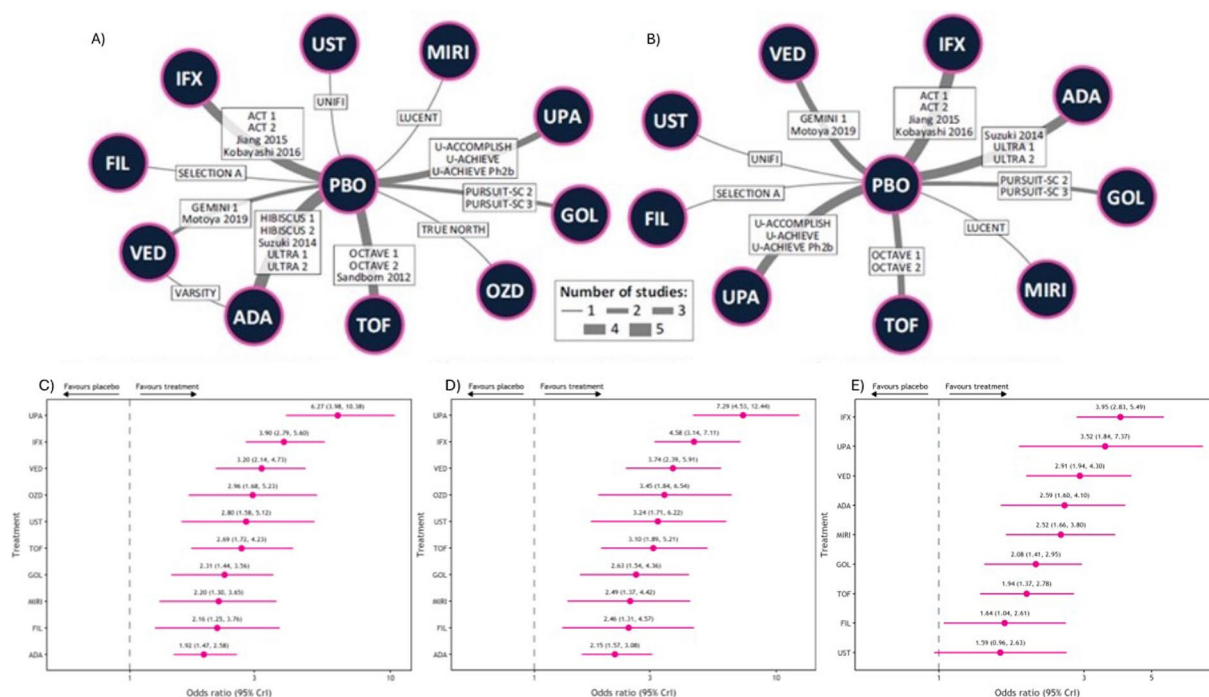 A)
UST
MIRI
IFX
UPA
FIL
PBO
GOL
VED
ADA
TOF
OZD
UNIFI
LUCENT
ACT 1
ACT 2
Jiang 2015
Kobayashi 2016
U-ACCOMPLISH
U-ACHIEVE
U-ACHIEVE Ph2b
SELECTION A
PURSUIT-SC 2
PURSUIT-SC 3
GEMINI 1
Motoya 2019
HIBISCUS 1
HIBISCUS 2
Suzuki 2014
ULTRA 1
ULTRA 2
TRUE NORTH
OCTAVE 1
OCTAVE 2
Sandborn 2012
VARSITY
Number of studies:
1 2 3
4 5
B)
VED
IFX
ADA
UST
PBO
GOL
FIL
UPA
TOF
MIRI
GEMINI 1
Motoya 2019
ACT 1
ACT 2
Jiang 2015
Kobayashi 2016
Suzuki 2014
ULTRA 1
ULTRA 2
UNIFI
SELECTION A
PURSUIT-SC 2
PURSUIT-SC 3
U-ACCOMPLISH
U-ACHIEVE
U-ACHIEVE Ph2b
LUCENT
OCTAVE 1
OCTAVE 2
C)
Favours placebo Favours treatment
Treatment
UPA 6.27 (3.98, 10.38)
IFX 3.90 (2.79, 5.60)
VED 3.20 (2.14, 4.73)
OZD 2.96 (1.68, 5.23)
UST 2.80 (1.58, 5.12)
TOF 2.69 (1.72, 4.23)
GOL 2.31 (1.44, 3.56)
MIRI 2.20 (1.30, 3.65)
FIL 2.16 (1.25, 3.76)
ADA 1.92 (1.47, 2.58)
1 3 10
Odds ratio (95% CrI)
D)
Favours placebo Favours treatment
Treatment
UPA 7.29 (4.53, 12.44)
IFX 4.58 (3.14, 7.11)
VED 3.74 (2.39, 5.91)
OZD 3.45 (1.84, 6.54)
UST 3.24 (1.71, 6.22)
TOF 3.10 (1.89, 5.21)
GOL 2.63 (1.54, 4.36)
MIRI 2.49 (1.37, 4.42)
FIL 2.46 (1.31, 4.57)
ADA 2.15 (1.57, 3.08)
1 3 10
Odds ratio (95% CrI)
E)
Favours placebo Favours treatment
Treatment
IFX 3.95 (2.83, 5.49)
UPA 3.52 (1.84, 7.37)
VED 2.91 (1.94, 4.30)
ADA 2.59 (1.60, 4.10)
MIRI 2.52 (1.66, 3.80)
GOL 2.08 (1.41, 2.95)
TOF 1.94 (1.37, 2.78)
FIL 1.64 (1.04, 2.61)
UST 1.59 (0.96, 2.63)
1 3 5
Odds ratio (95% CrI)